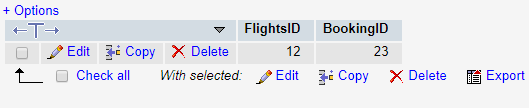 + Options
FlightsID BookingID
Edit Copy Delete 12 23
Check all With selected: Edit Copy Delete Export